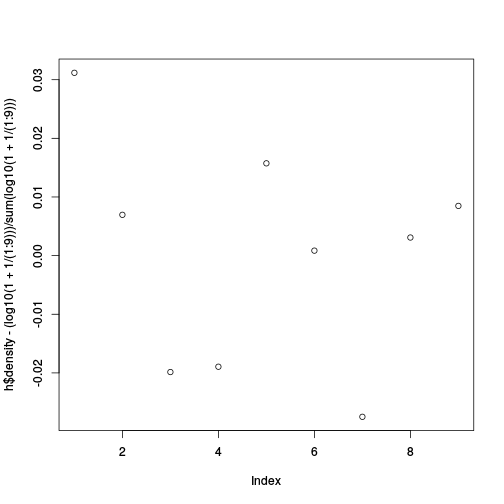 h$density - (log10(1 + 1/(1:9)))/sum(log10(1 + 1/(1:9)))
0.03
0.02
0.01
0.00
-0.01
-0.02
2 4 6 8
Index